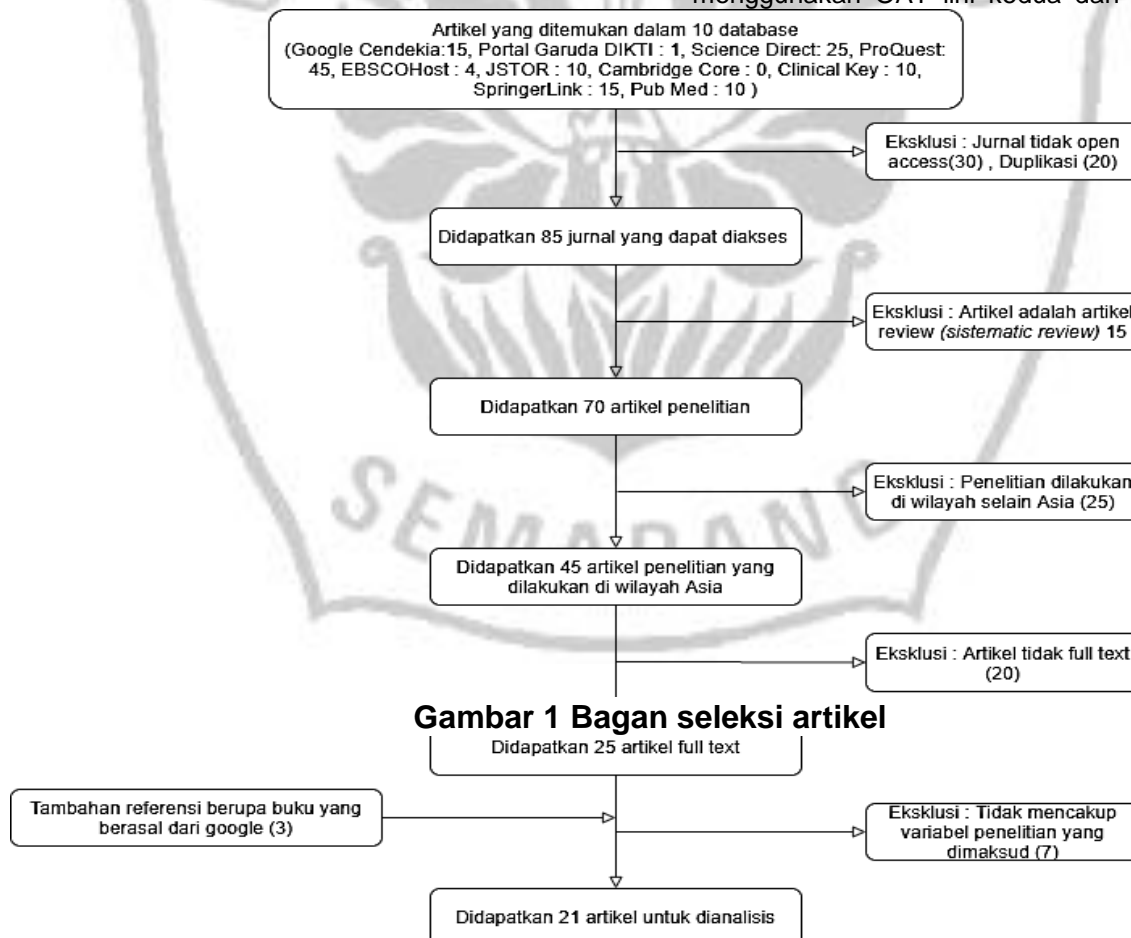 menggunakan OAT lini kedua dan
Artikel yang ditemukan dalam 10 database
(Google Cendekia:15, Portal Garuda DIKTI : 1, Science Direct: 25, ProQuest:
45, EBSCOHost : 4, JSTOR : 10, Cambridge Core : 0, Clinical Key : 10,
SpringerLink : 15, Pub Med : 10 )
Eksklusi : Jurnal tidak open
access(30) , Duplikasi (20)
Didapatkan 85 jurnal yang dapat diakses
Eksklusi : Artikel adalah artikel
review (sistematic review) 15
Didapatkan 70 artikel penelitian
Eksklusi : Penelitian dilakukan
di wilayah selain Asia (25)
SEMARANG
Didapatkan 45 artikel penelitian yang
dilakukan di wilayah Asia
Eksklusi : Artikel tidak full text
(20)
Gambar 1 Bagan seleksi artikel
Didapatkan 25 artikel full text
Tambahan referensi berupa buku yang
berasal dari google (3)
Eksklusi : Tidak mencakup
variabel penelitian yang
dimaksud (7)
Didapatkan 21 artikel untuk dianalisis